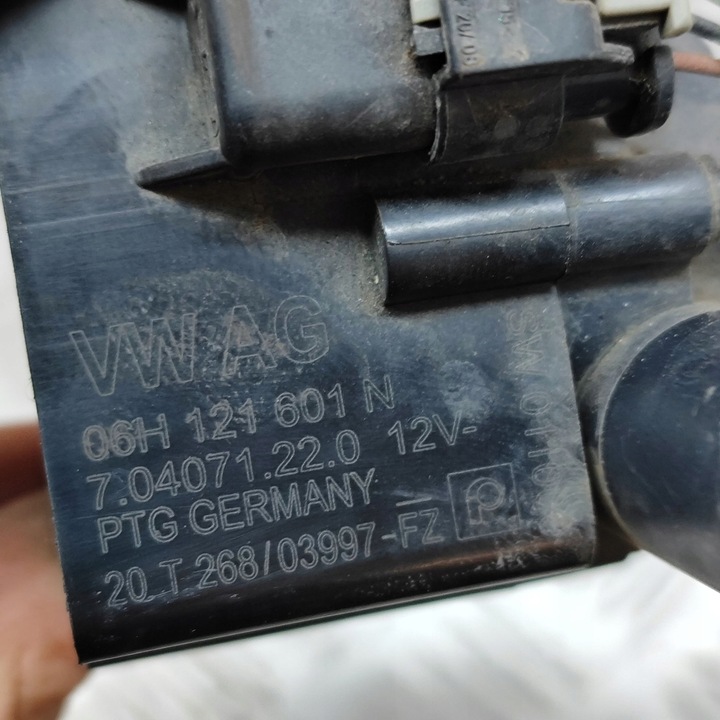 VW AG
06H 121 601 N
7.04071.22.0 12V-
PTG GERMANY
20 T 268/03997-FZ